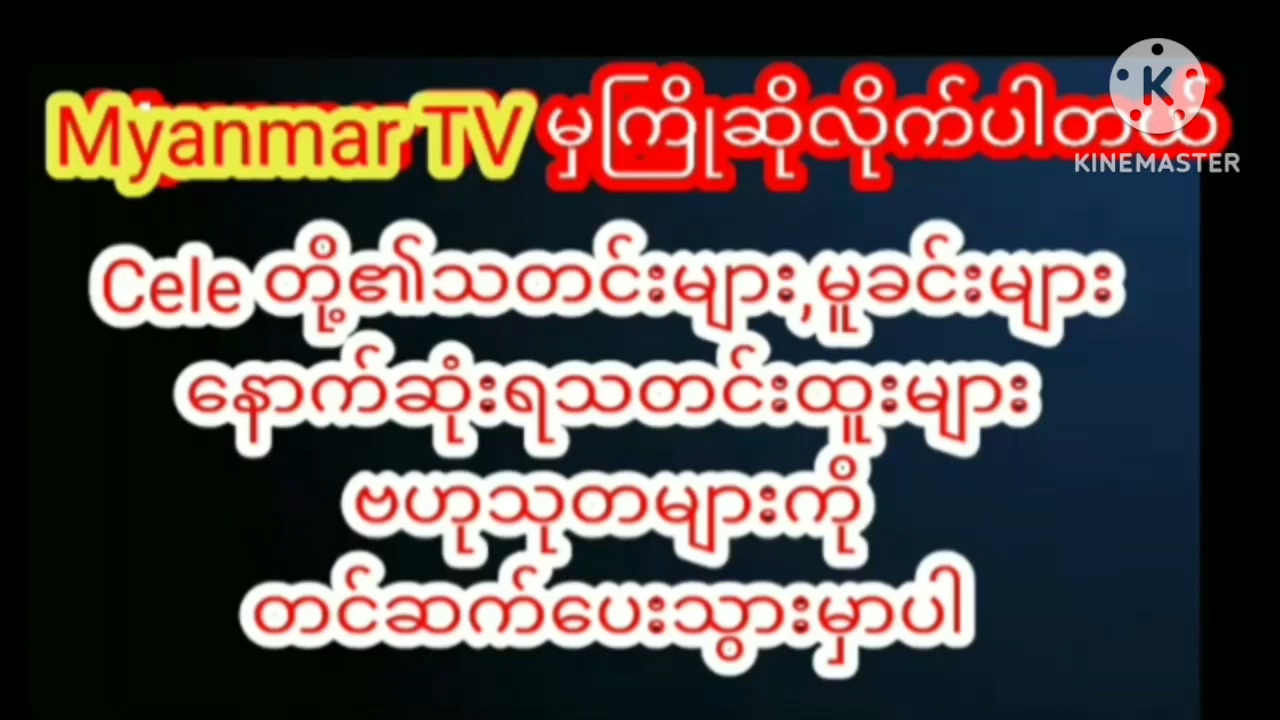 Myanmar TV မှကြိုဆိုလိုက်ပါတယ်
KINEMASTER
Cele တို့၏သတင်းများ,မူခင်းများ
နောက်ဆုံးရသတင်းထူးများ
ဗဟုသုတများကို
တင်ဆက်ပေးသွားမှာပါ